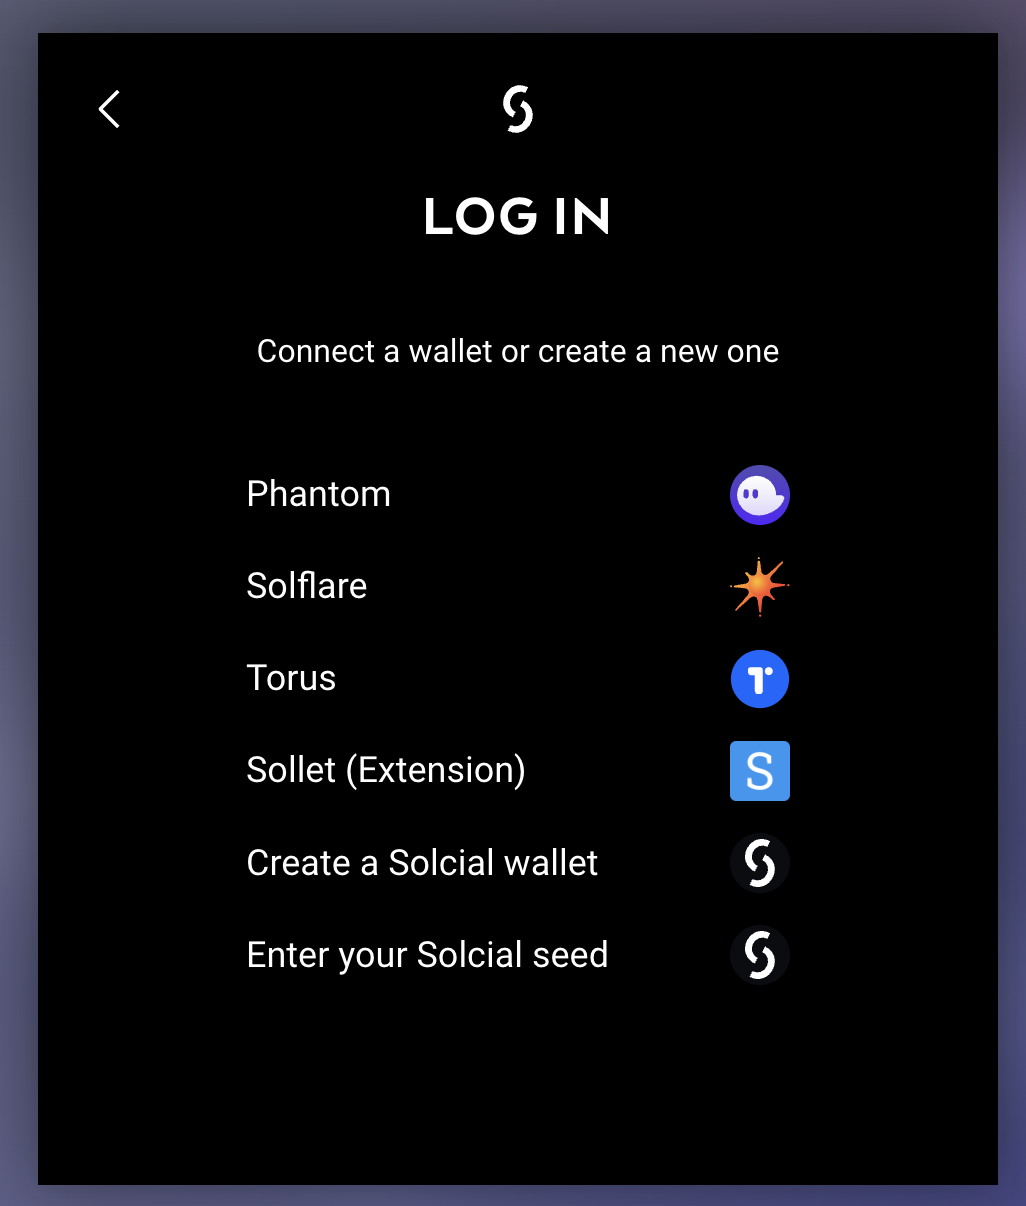 LOG IN
Connect a wallet or create a new one
Phantom
Solflare
Torus
Sollet (Extension)
S
Create a Solcial wallet
Enter your Solcial seed